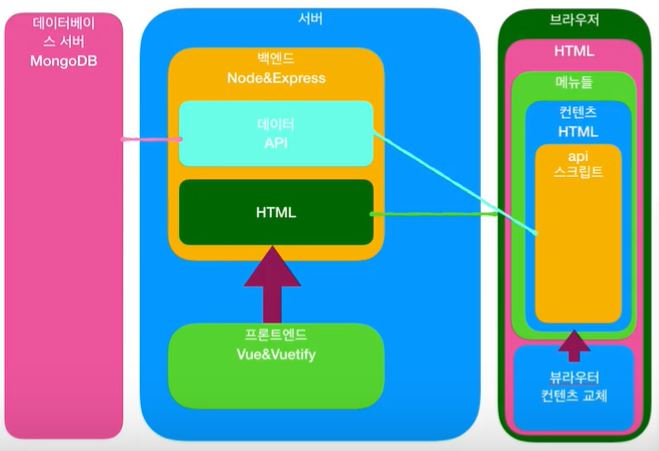 데이터베이
스 서버
MongoDB
서버
백엔드
Node&Express
데이터
API
HTML
프론트엔드
Vue&Vuetify
브라우저
HTML
메뉴들
컨텐츠
HTML
api
스크립트
뷰라우터
컨텐츠 교체